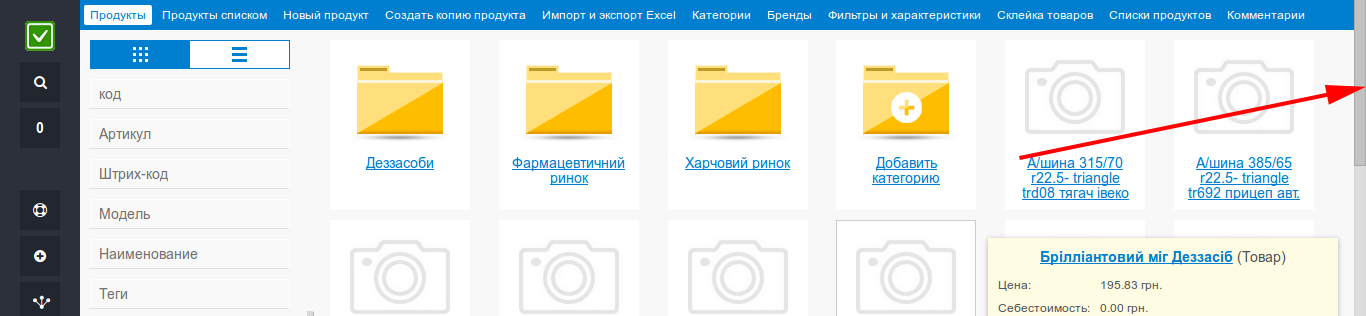 Продукты Продукты списком Новый продукт Создать копию продукта Импорт и экспорт Excel Категории Бренды Фильтры и характеристики Склейка товаров Списки продуктов Комментарии
0
код
Артикул
Штрих-код
Модель
Наименование
Теги
Деззасоби
Фармацевтичний
ринок
Харчовий ринок
Добавить
категорию
А/шина 315/70
r22.5- triangle
trd08 тягач івеко
А/шина 385/65
r22.5- triangle
tr692 прицеп авт.
Брілліантовий міг Деззасіб (Товар)
Цена: 195.83 грн.
Себестоимость: 0.00 грн.